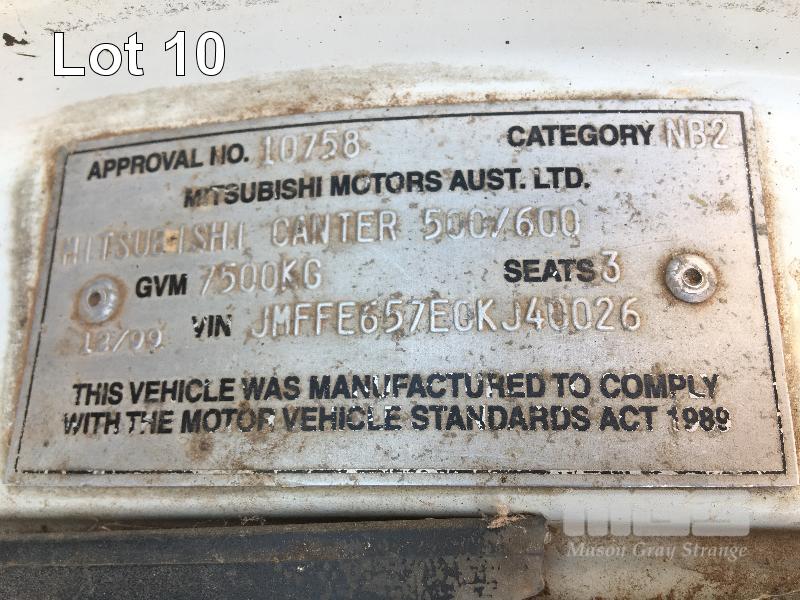 Lot 10
APPROVAL NO. 10758 CATEGORY NB2
MITSUBISHI MOTORS AUST. LTD.
MITSUBISHI CANTER 500/600
GVM 7500KG SEATS 3
12/99 VIN JMFFE657E0KJ40026
THIS VEHICLE WAS MANUFACTURED TO COMPLY
WITH THE MOTOR VEHICLE STANDARDS ACT 1989
MGS
Mason Gray Strange